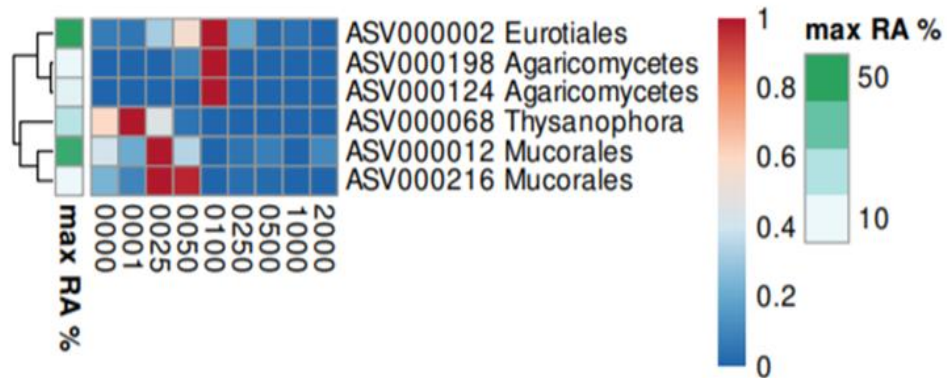 ASV000002 Eurotiales
ASV000198 Agaricomycetes
ASV000124 Agaricomycetes
ASV000068 Thysanophora
ASV000012 Mucorales
ASV000216 Mucorales
max RA %
0000
0001
0025
0050
0100
0250
0500
1000
2000
1
0.8
0.6
0.4
0.2
0
max RA %
50
10